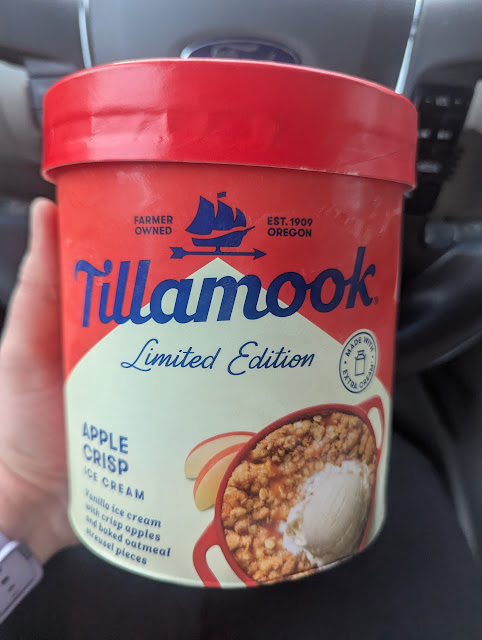 Ford
FARMER
OWNED
EST. 1909
OREGON
Tillamook®
Limited Edition
MADE WITH
EXTRA CREAM
APPLE
CRISP
ICE CREAM
Vanilla ice cream
with crisp apples
and baked oatmeal
streusel pieces